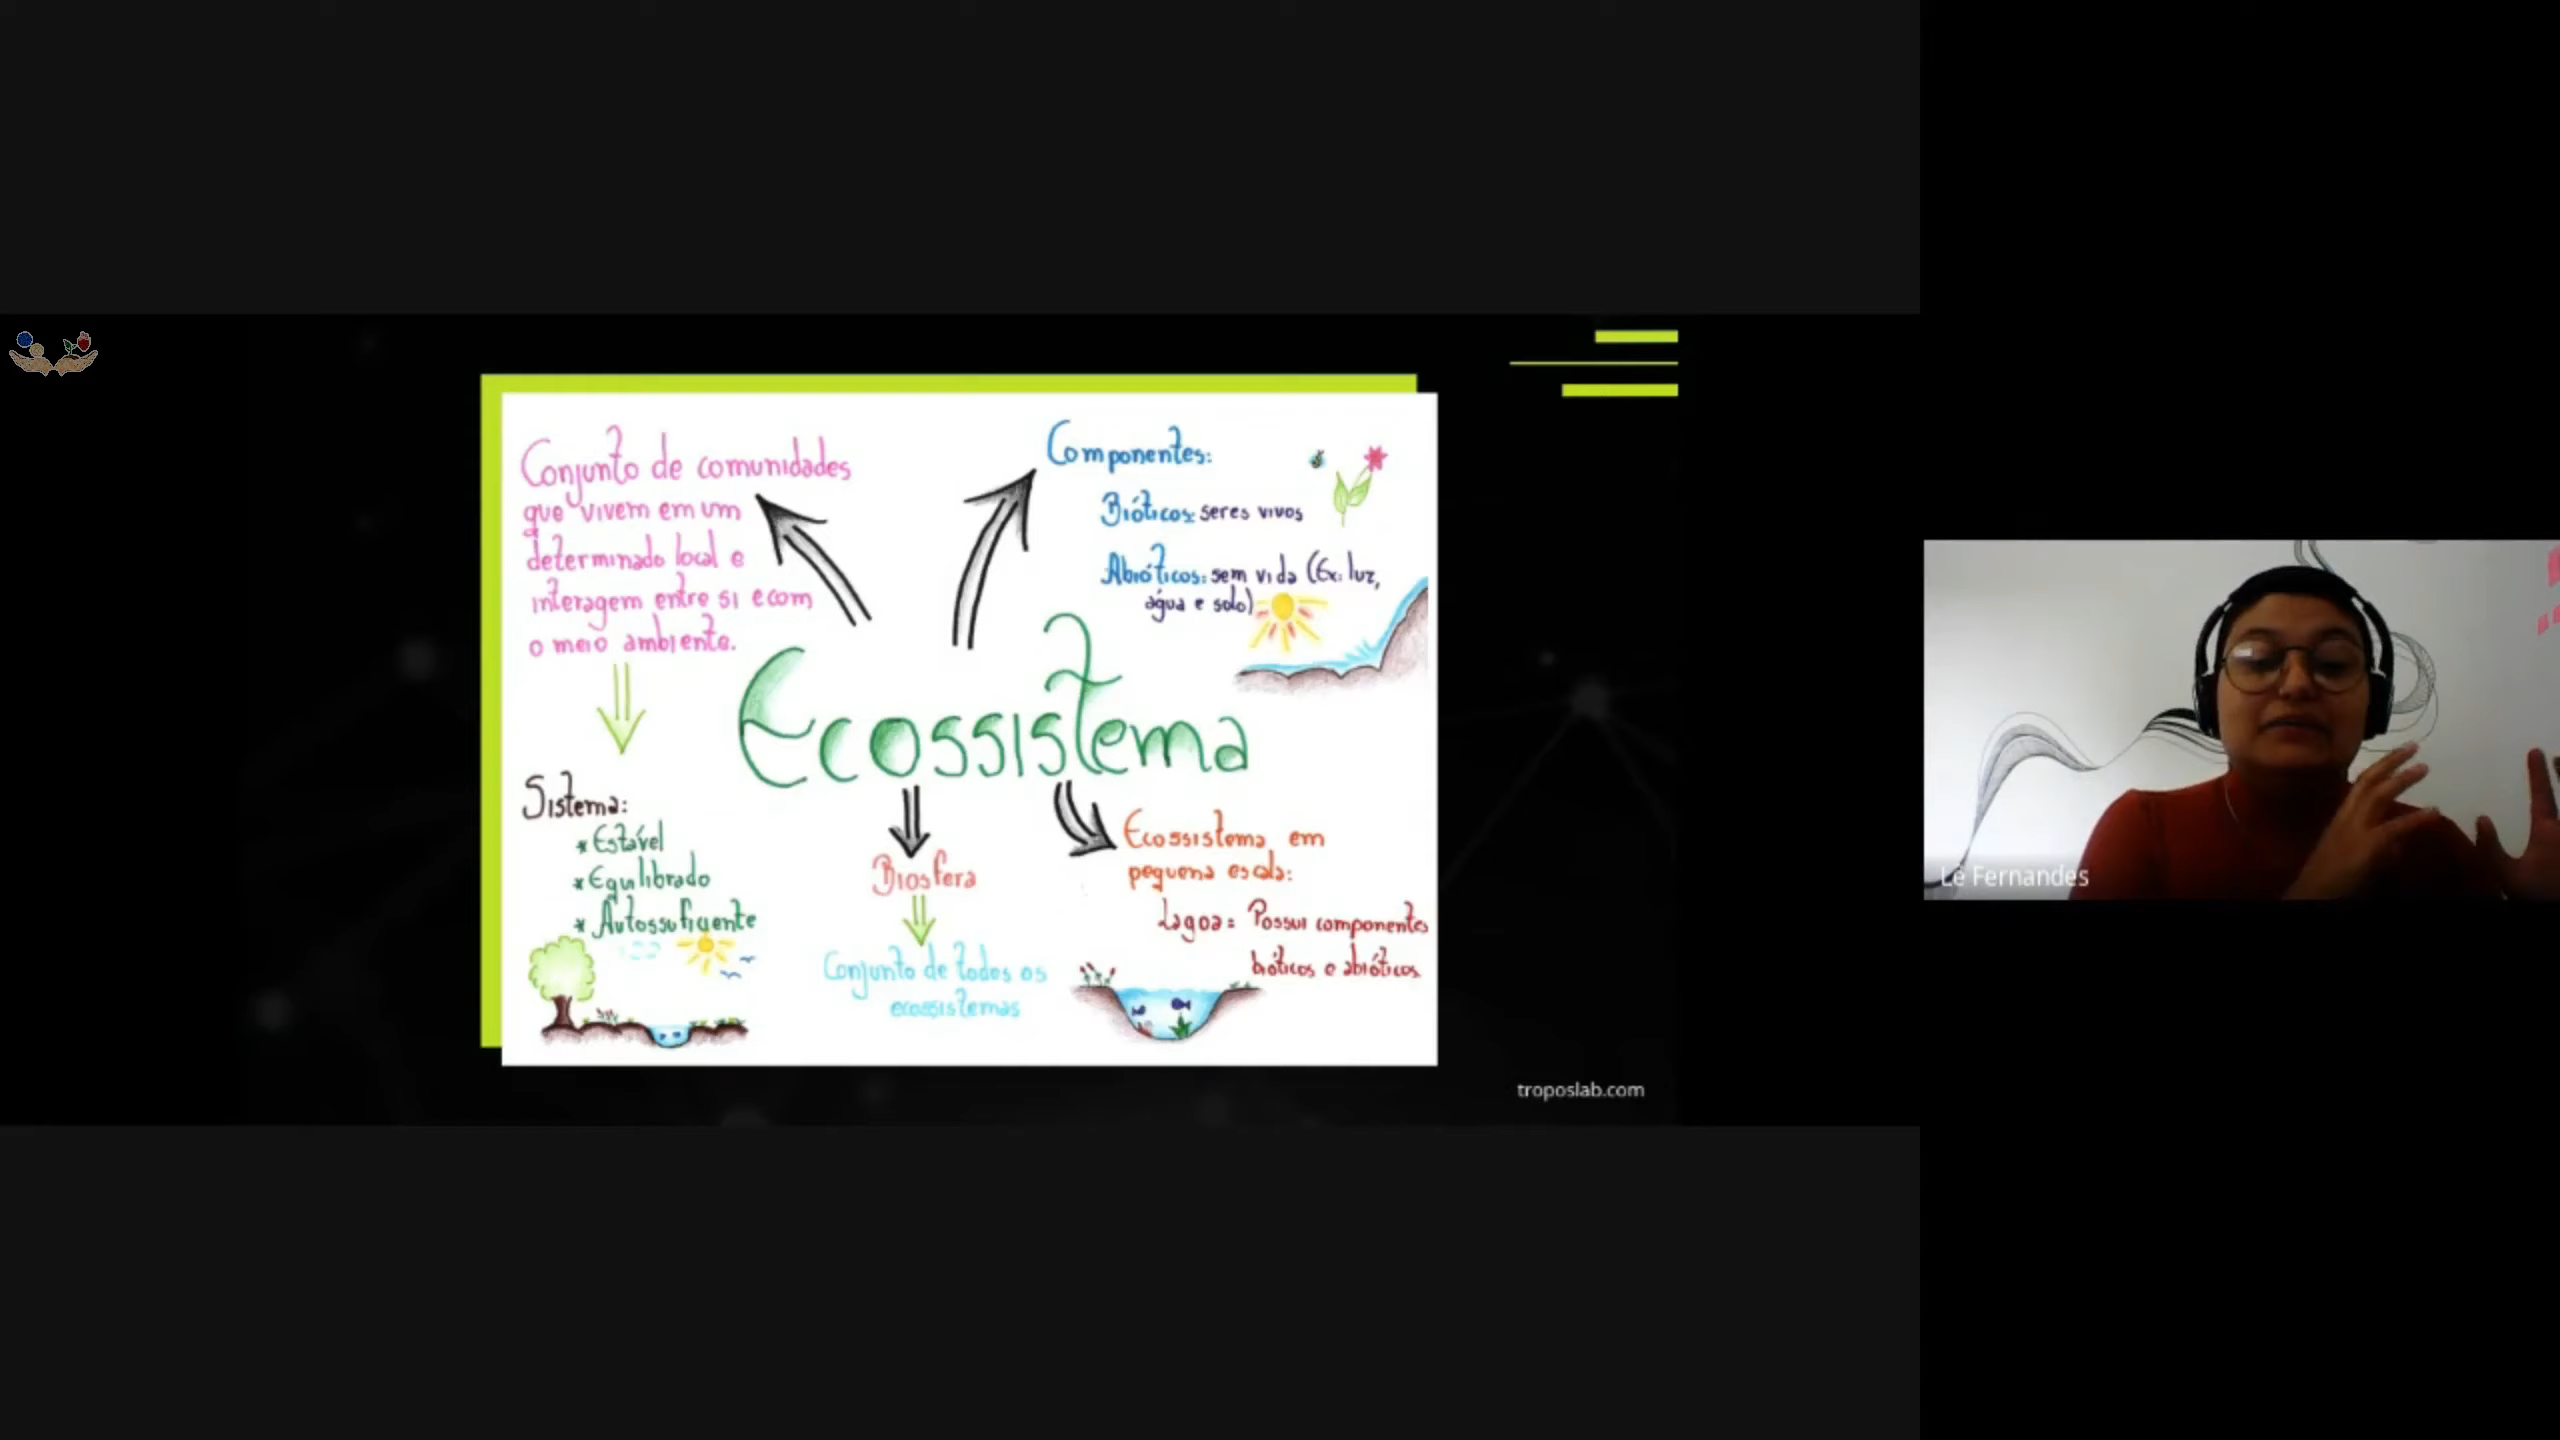 Conjunto de comunidades
que vivem em um
determinado local e
interagem entre si e com
o meio ambiente.
Sistema:
* Estável
* Equilibrado
* Autossuficiente
Componentes:
Bióticos: seres vivos
Abióticos: sem vida (Ex: luz,
água e solo)
Ecossistema
Biosfera
Conjunto de todos os
ecossistemas
Ecossistema em
pequena escala:
Lagoa = Possui componentes
bióticos e abióticos
troposlab.com
Lê Fernandes